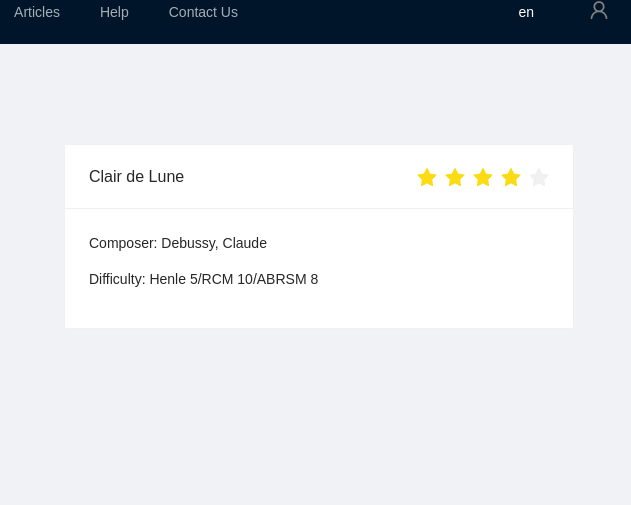 Articles Help Contact Us en
Clair de Lune
Composer: Debussy, Claude
Difficulty: Henle 5/RCM 10/ABRSM 8